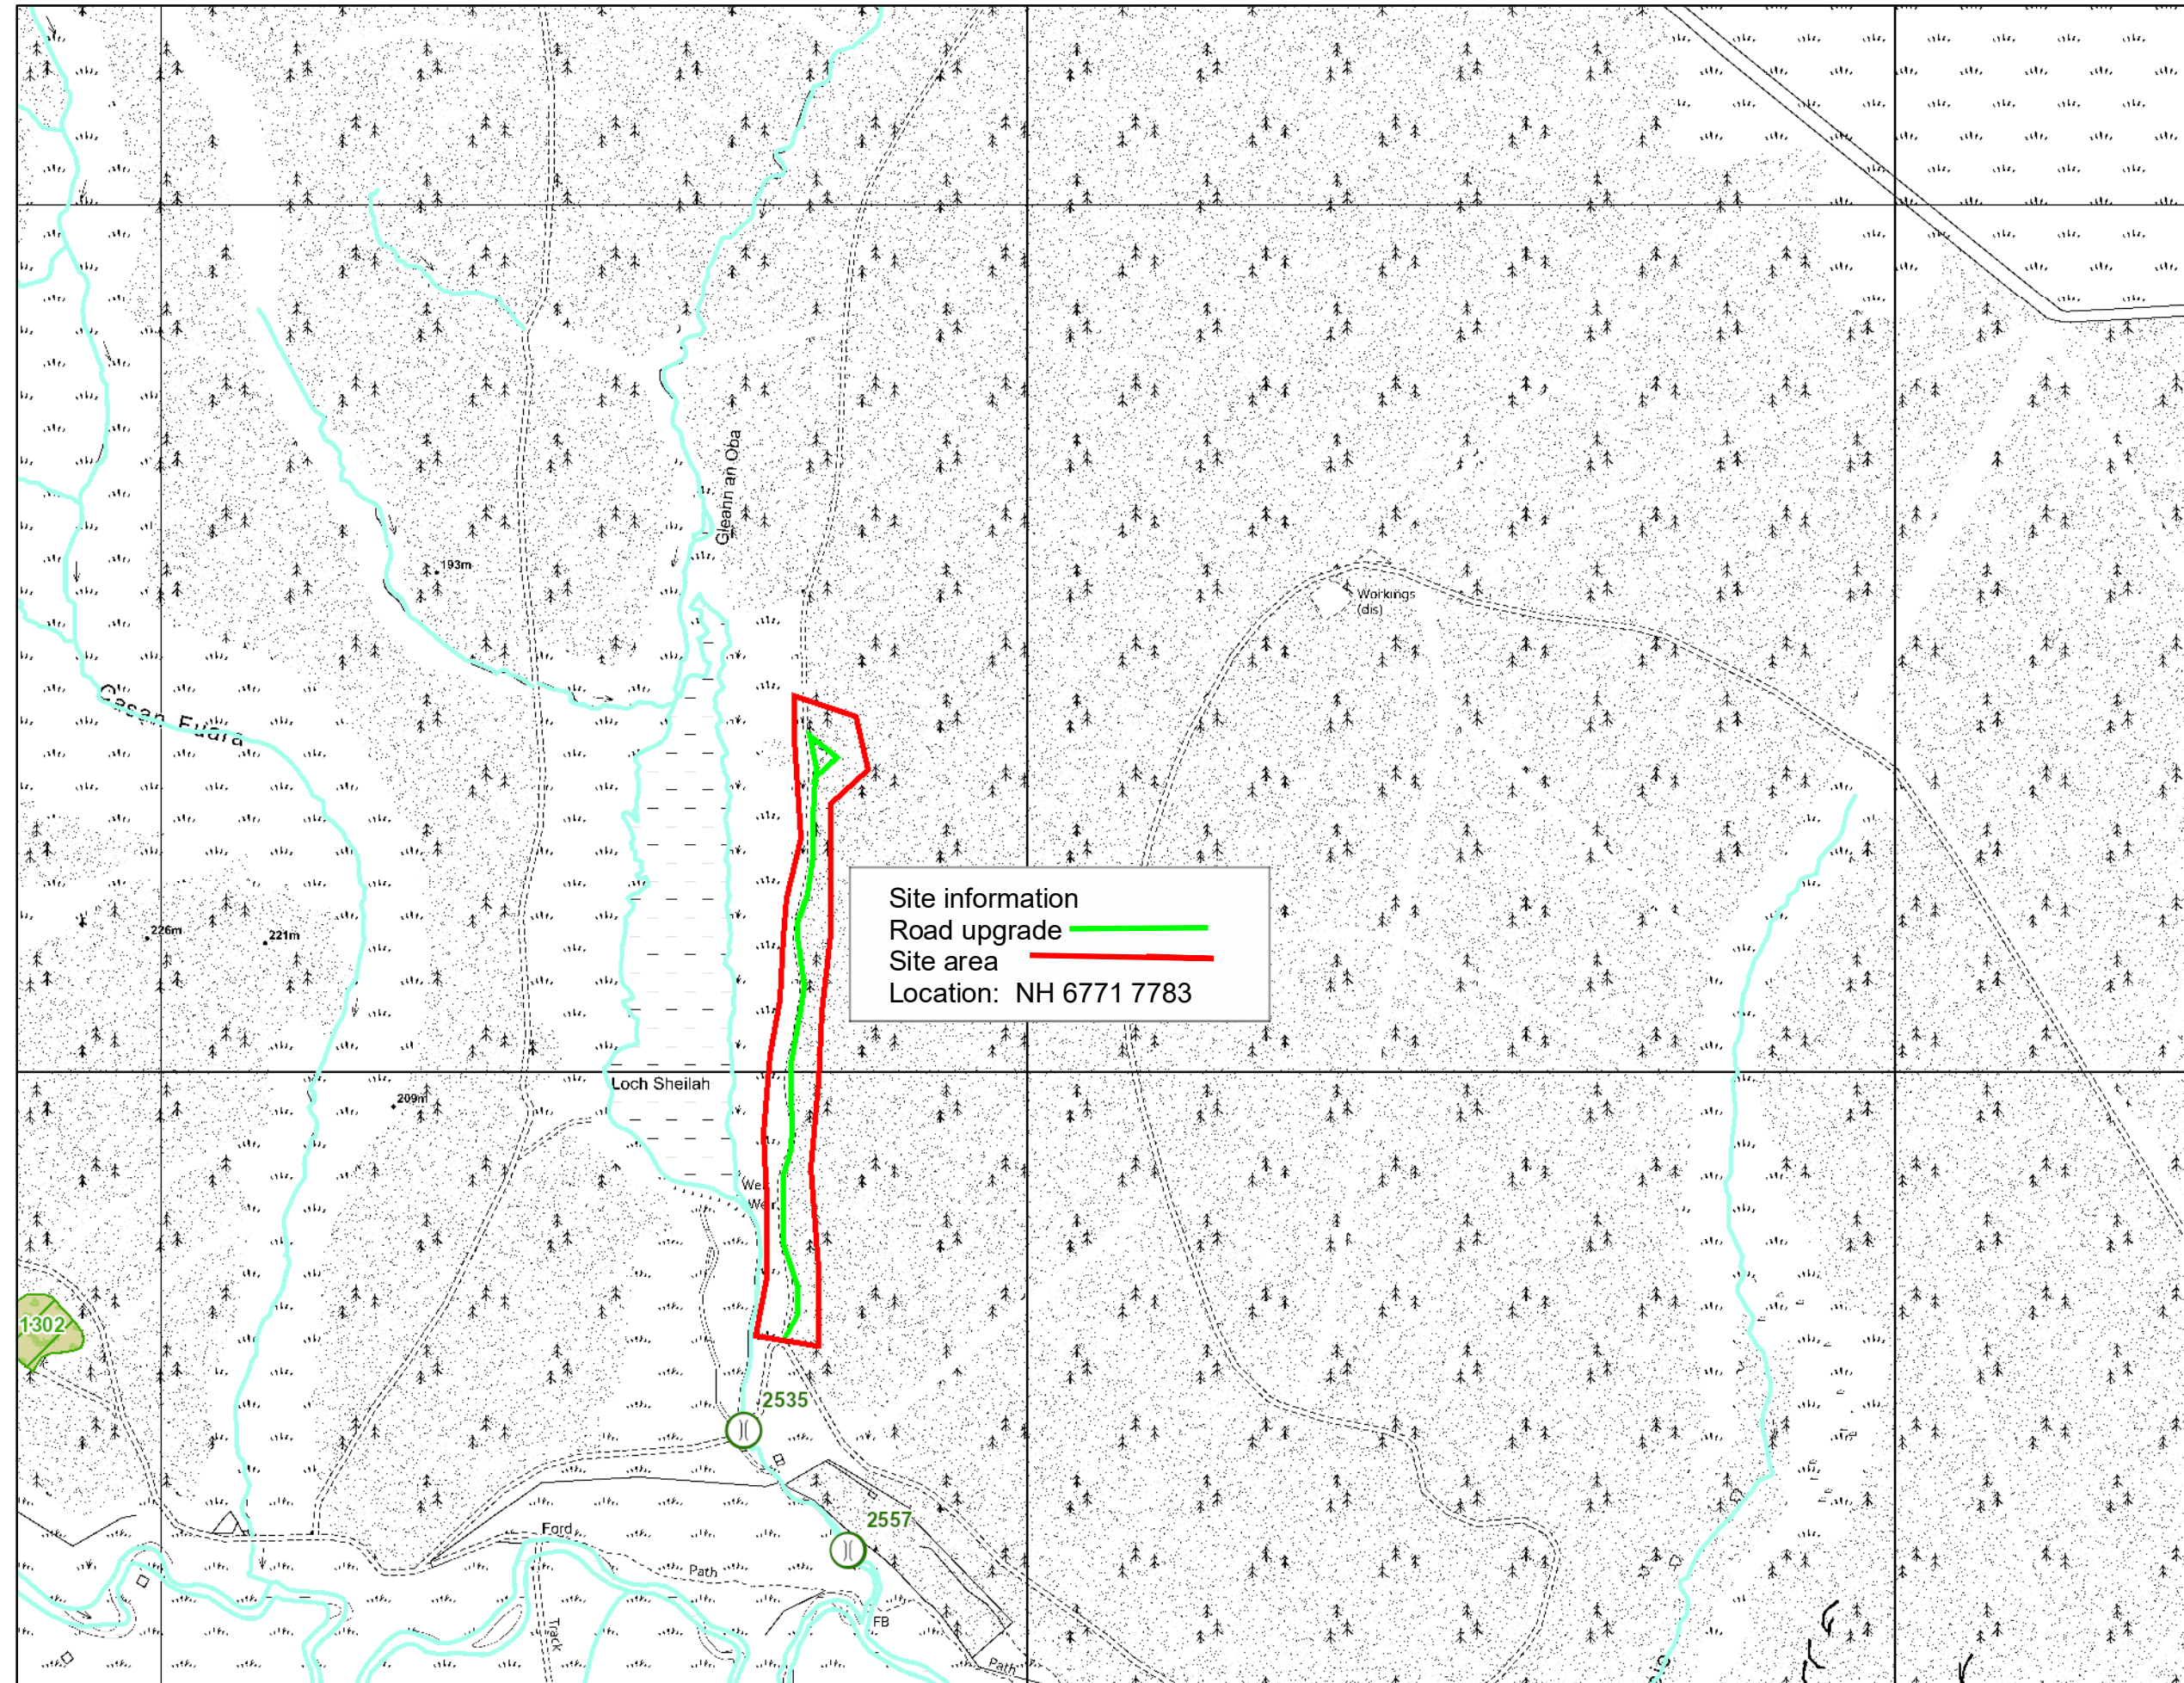 Gleann an Oba
193m
Workings
(dis)
Casan Fuara
Site information
Road upgrade
Site area
Location: NH 6771 7783
226m
221m
Loch Sheilah
209m
Weir
1302
2535
2557
Ford
Path
Track
FB
Path